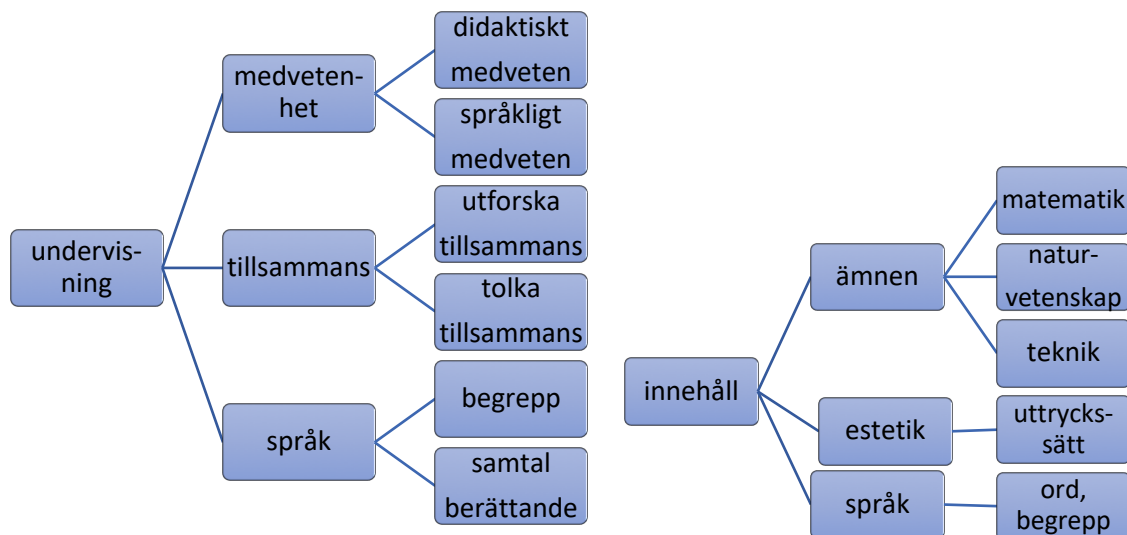 undervis-
ning
medveten-
het
didaktiskt
medveten
språkligt
medveten
tillsammans
utforska
tillsammans
tolka
tillsammans
språk
begrepp
samtal
berättande
innehåll
ämnen
matematik
natur-
vetenskap
teknik
estetik
uttrycks-
sätt
språk
ord,
begrepp